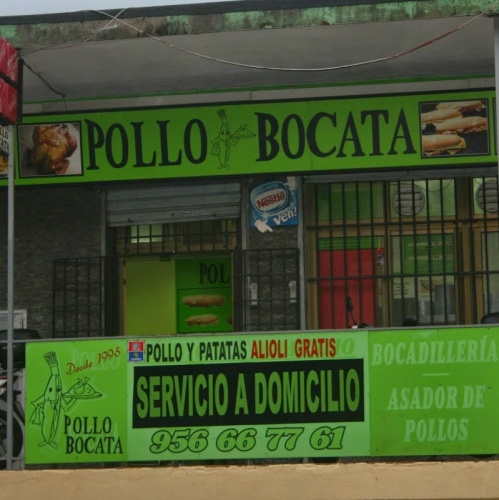 POLLO BOCATA
Nestlé
ven!
POL
Desde 1995
POLLO
BOCATA
POLLO Y PATATAS ALIOLI GRATIS
SERVICIO A DOMICILIO
956 66 77 61
BOCADILLERÍA
ASADOR DE
POLLOS